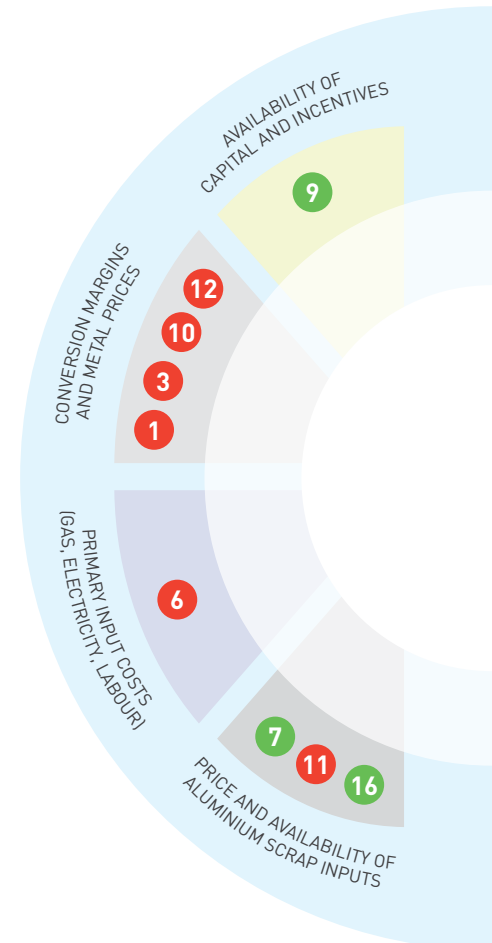 AVAILABILITY OF
CAPITAL AND INCENTIVES
9
CONVERSION MARGINS
AND METAL PRICES
12
10
3
1
PRIMARY INPUT COSTS
(GAS, ELECTRICITY, LABOUR)
6
7
11
16
PRICE AND AVAILABILITY OF
ALUMINIUM SCRAP INPUTS